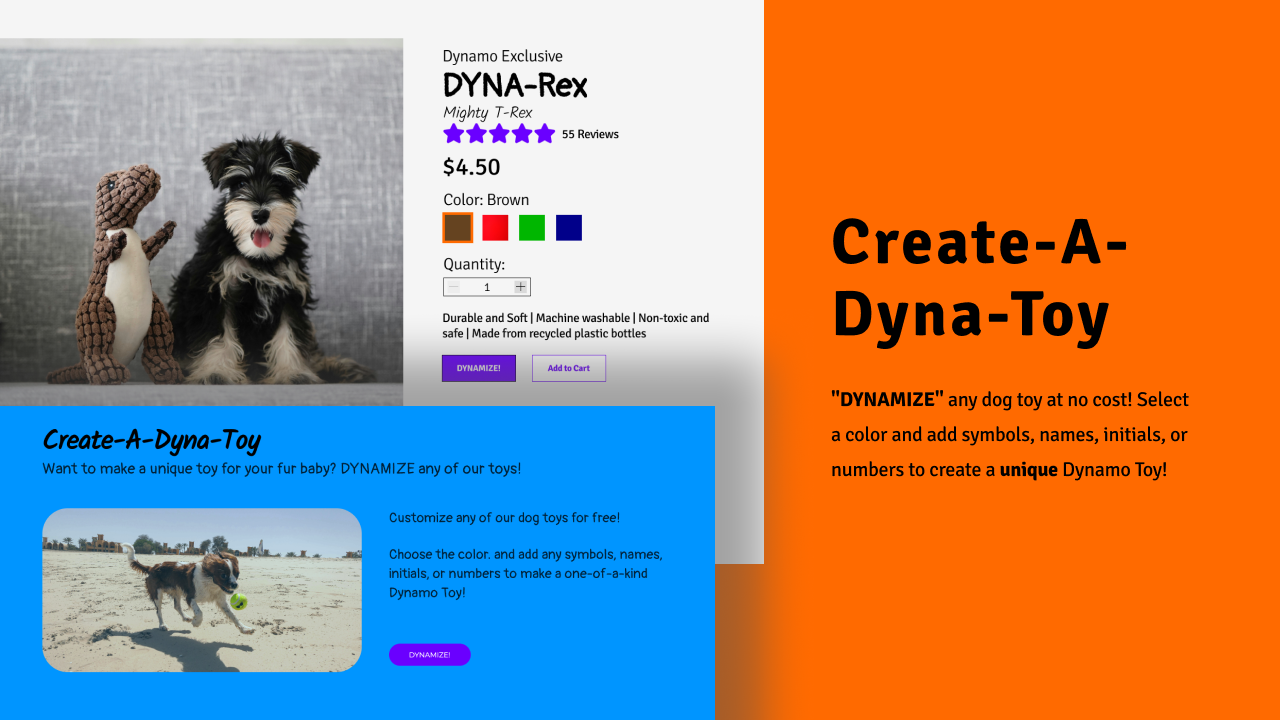 Dynamo Exclusive
DYNA-Rex
Mighty T-Rex
55 Reviews
$4.50
Color: Brown
Quantity:
1
Durable and Soft | Machine washable | Non-toxic and
safe | Made from recycled plastic bottles
DYNAMIZE!
Add to Cart
Create-A-Dyna-Toy
Want to make a unique toy for your fur baby? DYNAMIZE any of our toys!
Customize any of our dog toys for free!
Choose the color. and add any symbols, names,
initials, or numbers to make a one-of-a-kind
Dynamo Toy!
DYNAMIZE!
Create-A-
Dyna-Toy
"DYNAMIZE" any dog toy at no cost! Select
a color and add symbols, names, initials, or
numbers to create a unique Dynamo Toy!